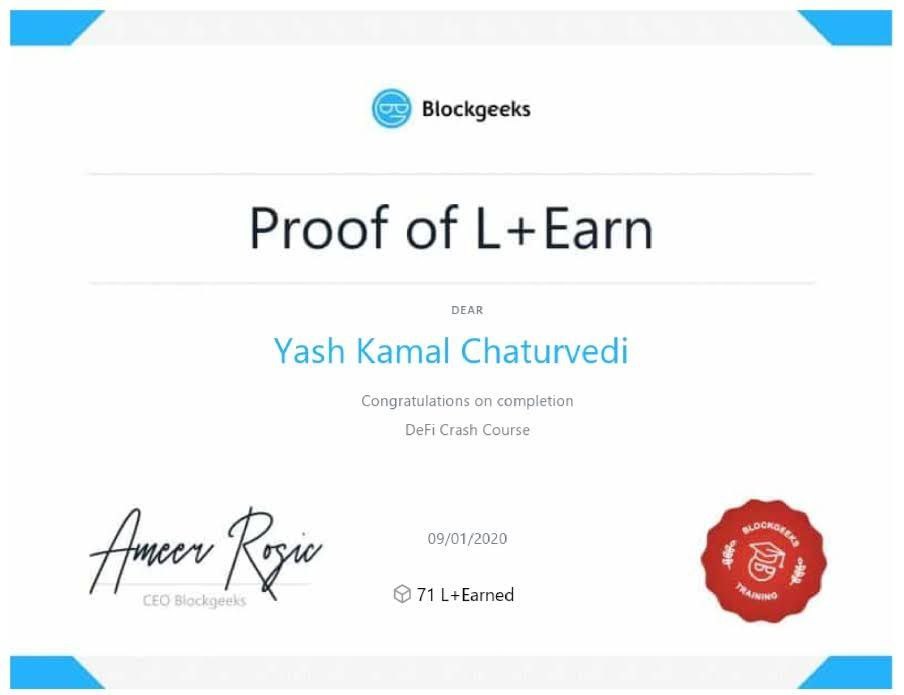 Blockgeeks
Proof of L+Earn
DEAR
Yash Kamal Chaturvedi
Congratulations on completion
DeFi Crash Course
Ameer Rosic
CEO Blockgeeks
09/01/2020
71 L+Earned
BLOCKGEEKS
TRAINING